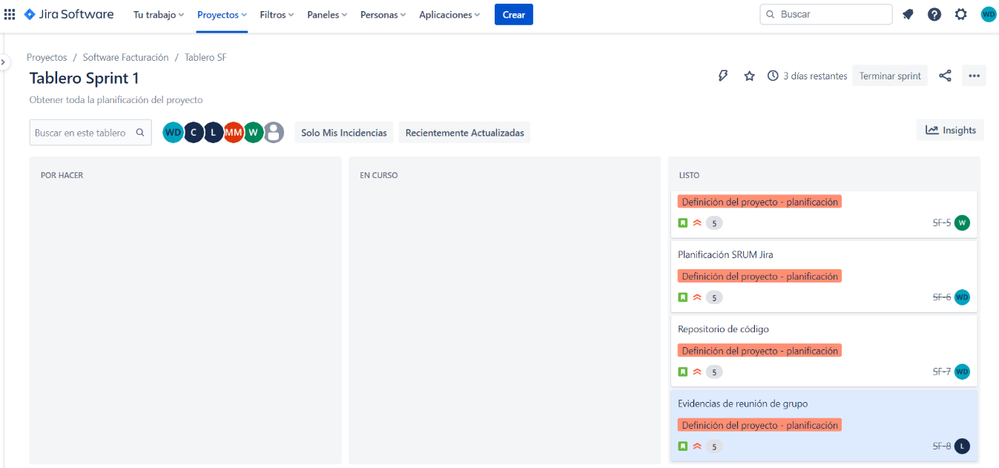 Jira Software Tu trabajo Proyectos Filtros Paneles Personas Aplicaciones Crear Buscar WD
Proyectos / Software Facturación / Tablero SF
Tablero Sprint 1
3 días restantes Terminar sprint
Obtener toda la planificación del proyecto
Buscar en este tablero WD C L MM W Solo Mis Incidencias Recientemente Actualizadas Insights
POR HACER EN CURSO LISTO
Definición del proyecto - planificación
5 SF-5 W
Planificación SRUM Jira
Definición del proyecto - planificación
5 SF-6 WD
Repositorio de código
Definición del proyecto - planificación
5 SF-7 WD
Evidencias de reunión de grupo
Definición del proyecto - planificación
5 SF-8 L